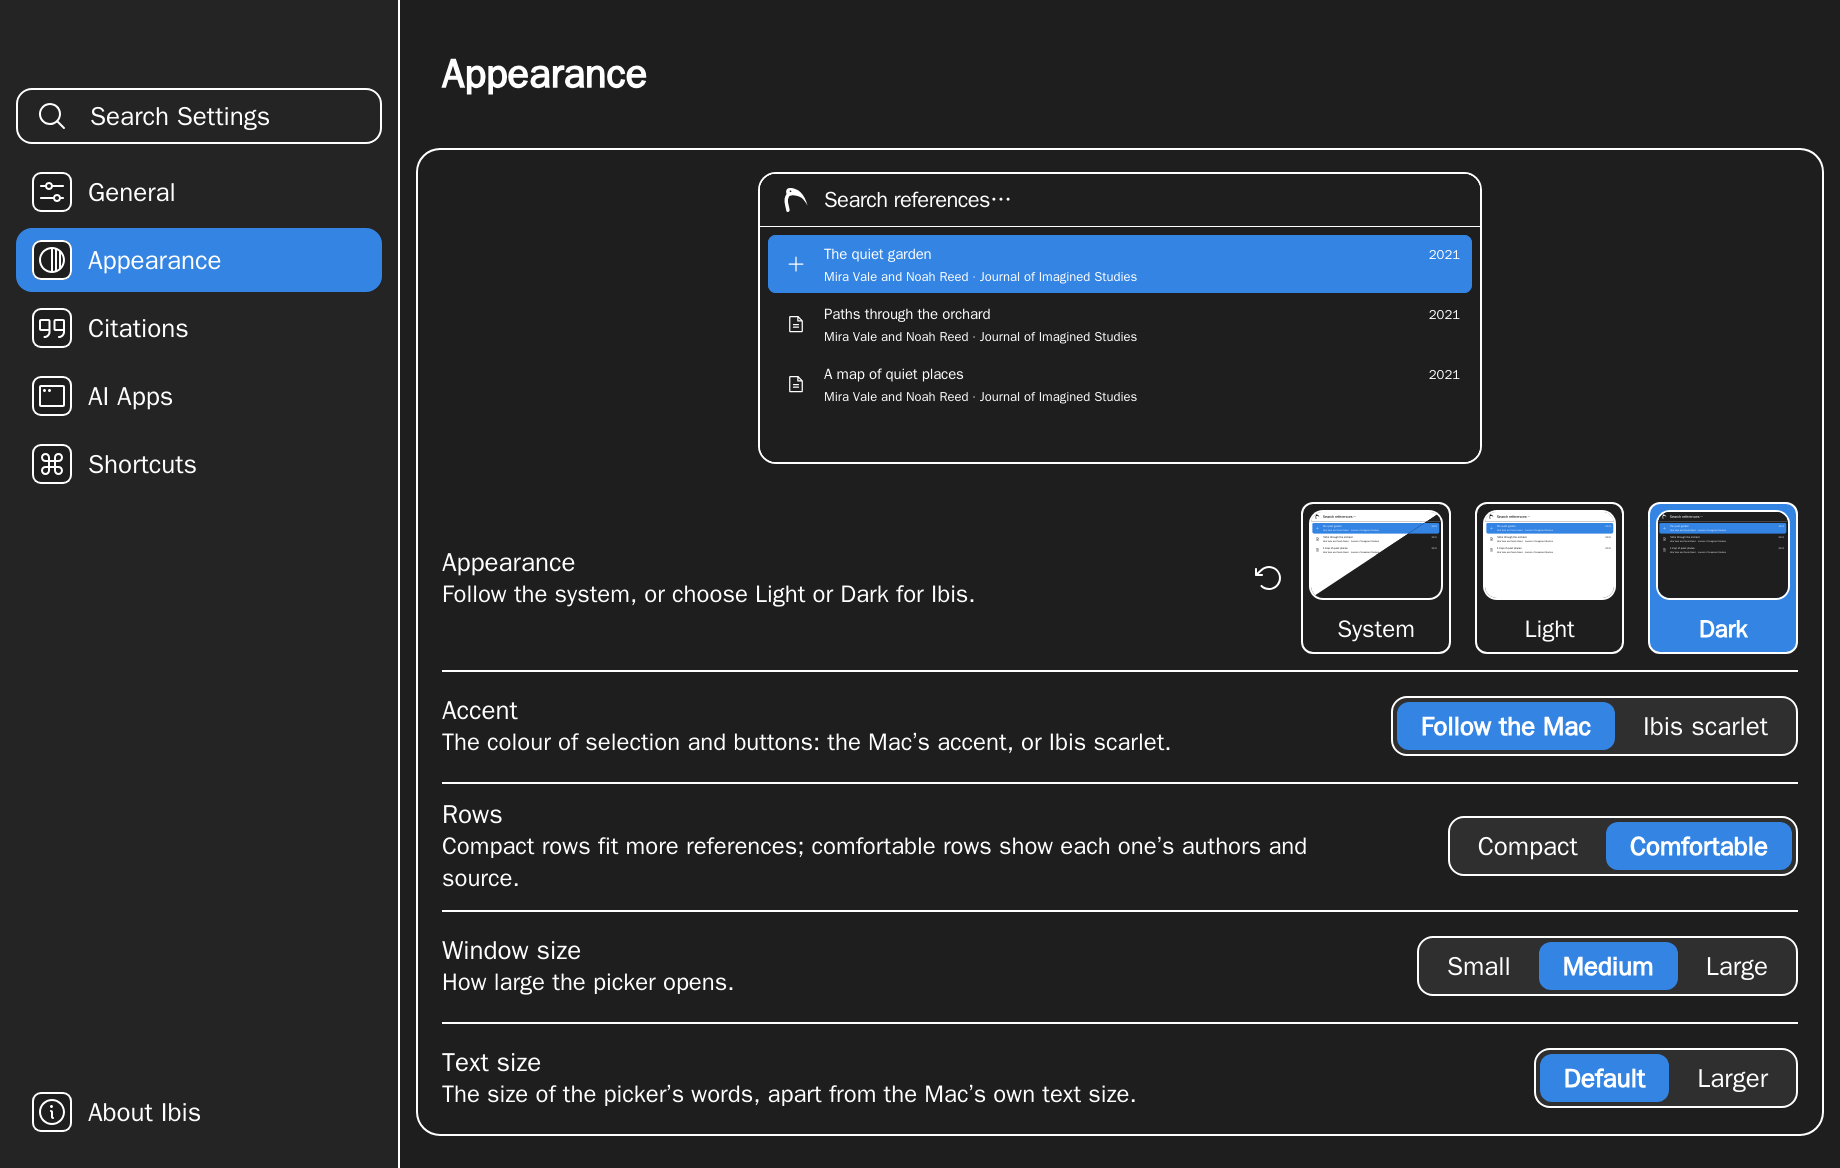 Appearance
Search Settings
General
Appearance
Citations
AI Apps
Shortcuts
About Ibis
Search references…
The quiet garden 2021
Mira Vale and Noah Reed · Journal of Imagined Studies
Paths through the orchard 2021
Mira Vale and Noah Reed · Journal of Imagined Studies
A map of quiet places 2021
Mira Vale and Noah Reed · Journal of Imagined Studies
Appearance
Follow the system, or choose Light or Dark for Ibis.
System Light Dark
Accent
The colour of selection and buttons: the Mac’s accent, or Ibis scarlet.
Follow the Mac Ibis scarlet
Rows
Compact rows fit more references; comfortable rows show each one’s authors and
source.
Compact Comfortable
Window size
How large the picker opens.
Small Medium Large
Text size
The size of the picker’s words, apart from the Mac’s own text size.
Default Larger